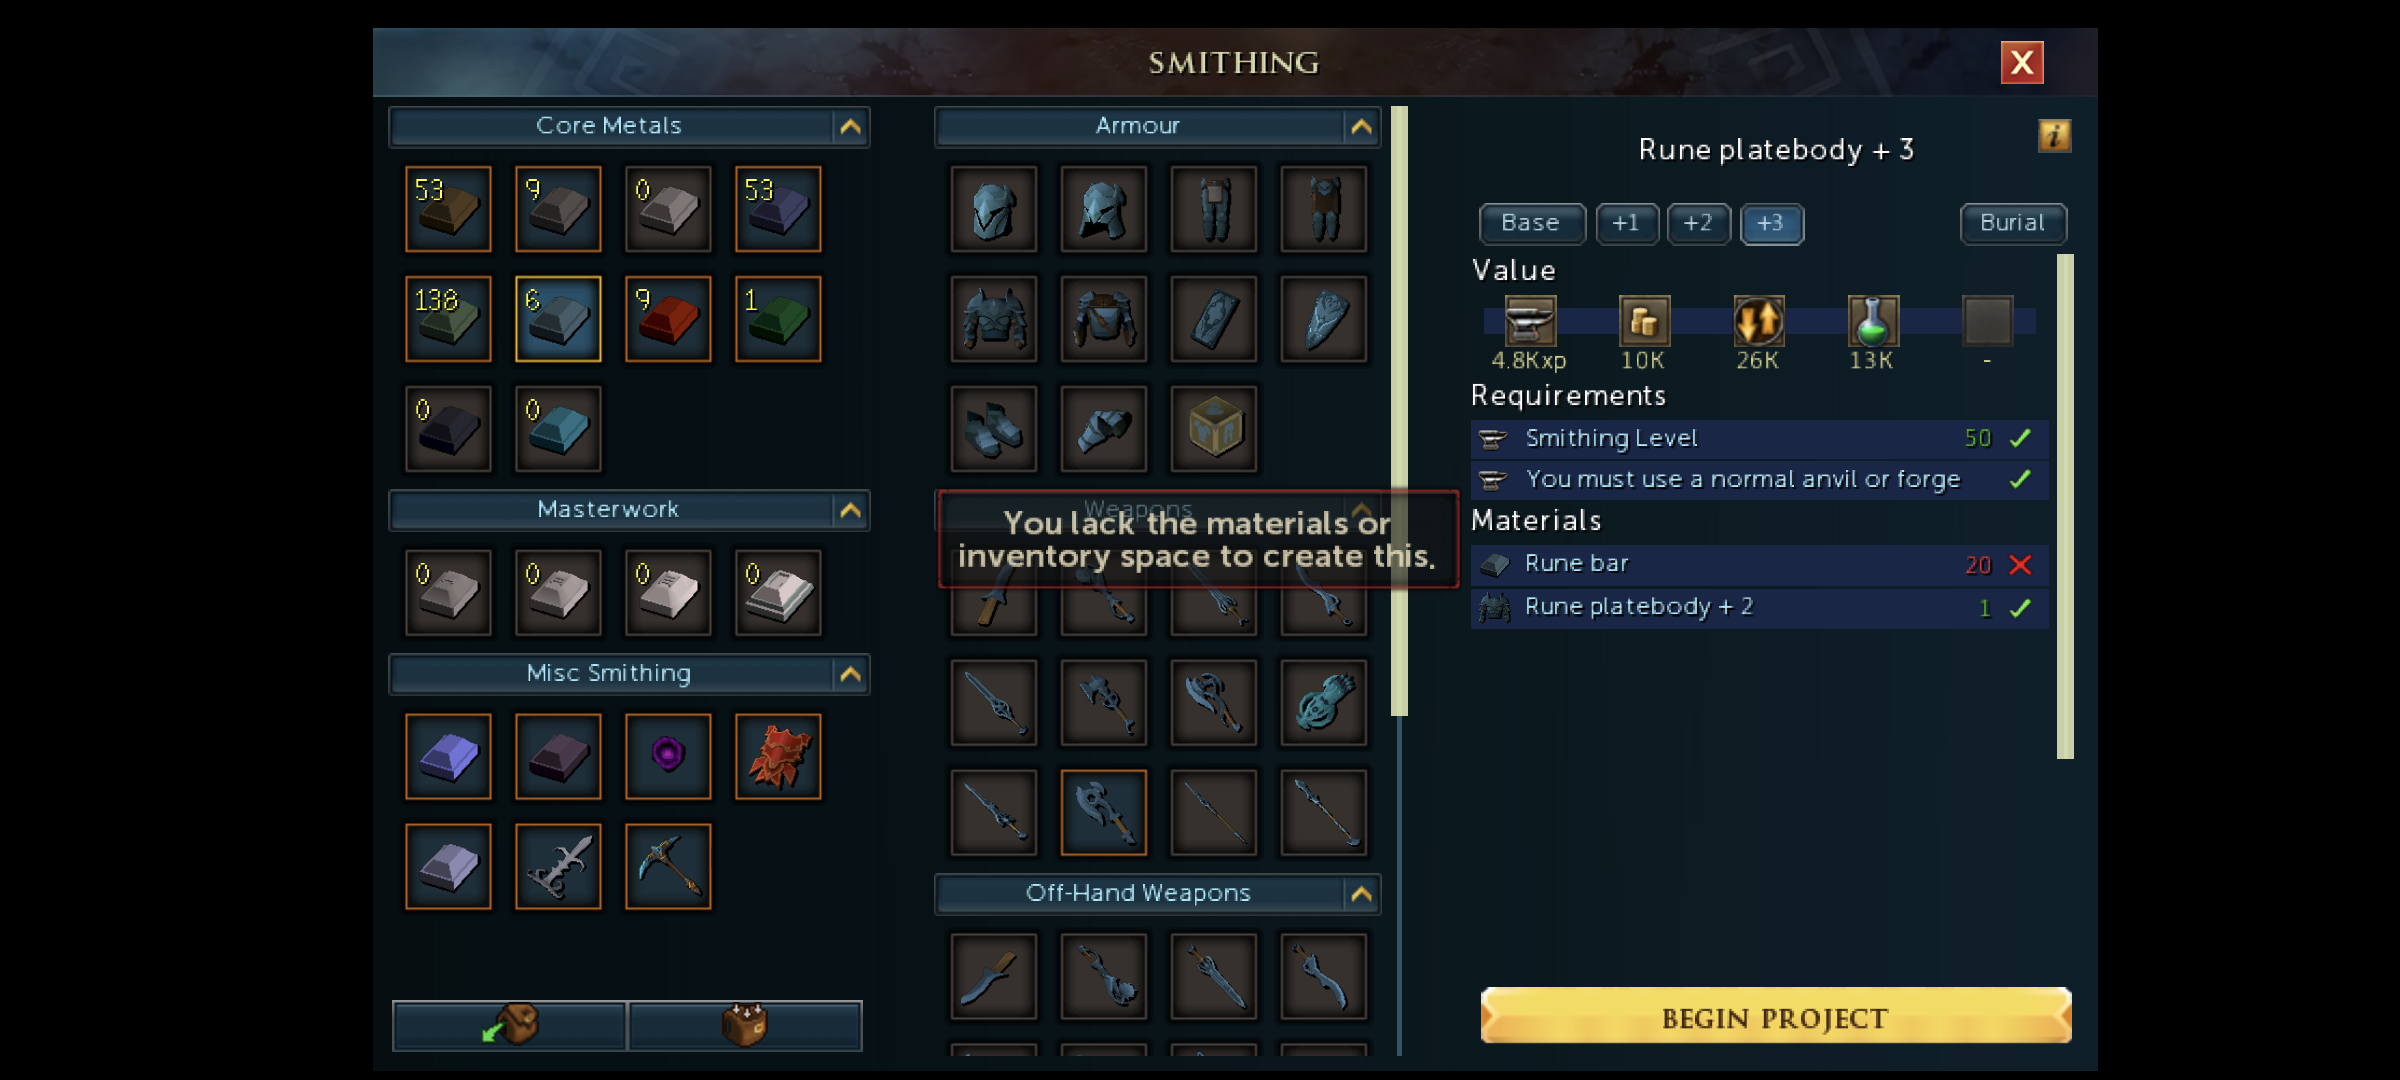 SMITHING
X
Core Metals
53
9
0
53
138
6
9
1
0
0
Masterwork
0
0
0
0
Misc Smithing
Armour
Weapons
You lack the materials or
inventory space to create this.
Off-Hand Weapons
i
Rune platebody + 3
Base +1 +2 +3 Burial
Value
4.8Kxp 10K 26K 13K -
Requirements
Smithing Level 50
You must use a normal anvil or forge
Materials
Rune bar 20
Rune platebody + 2 1
BEGIN PROJECT